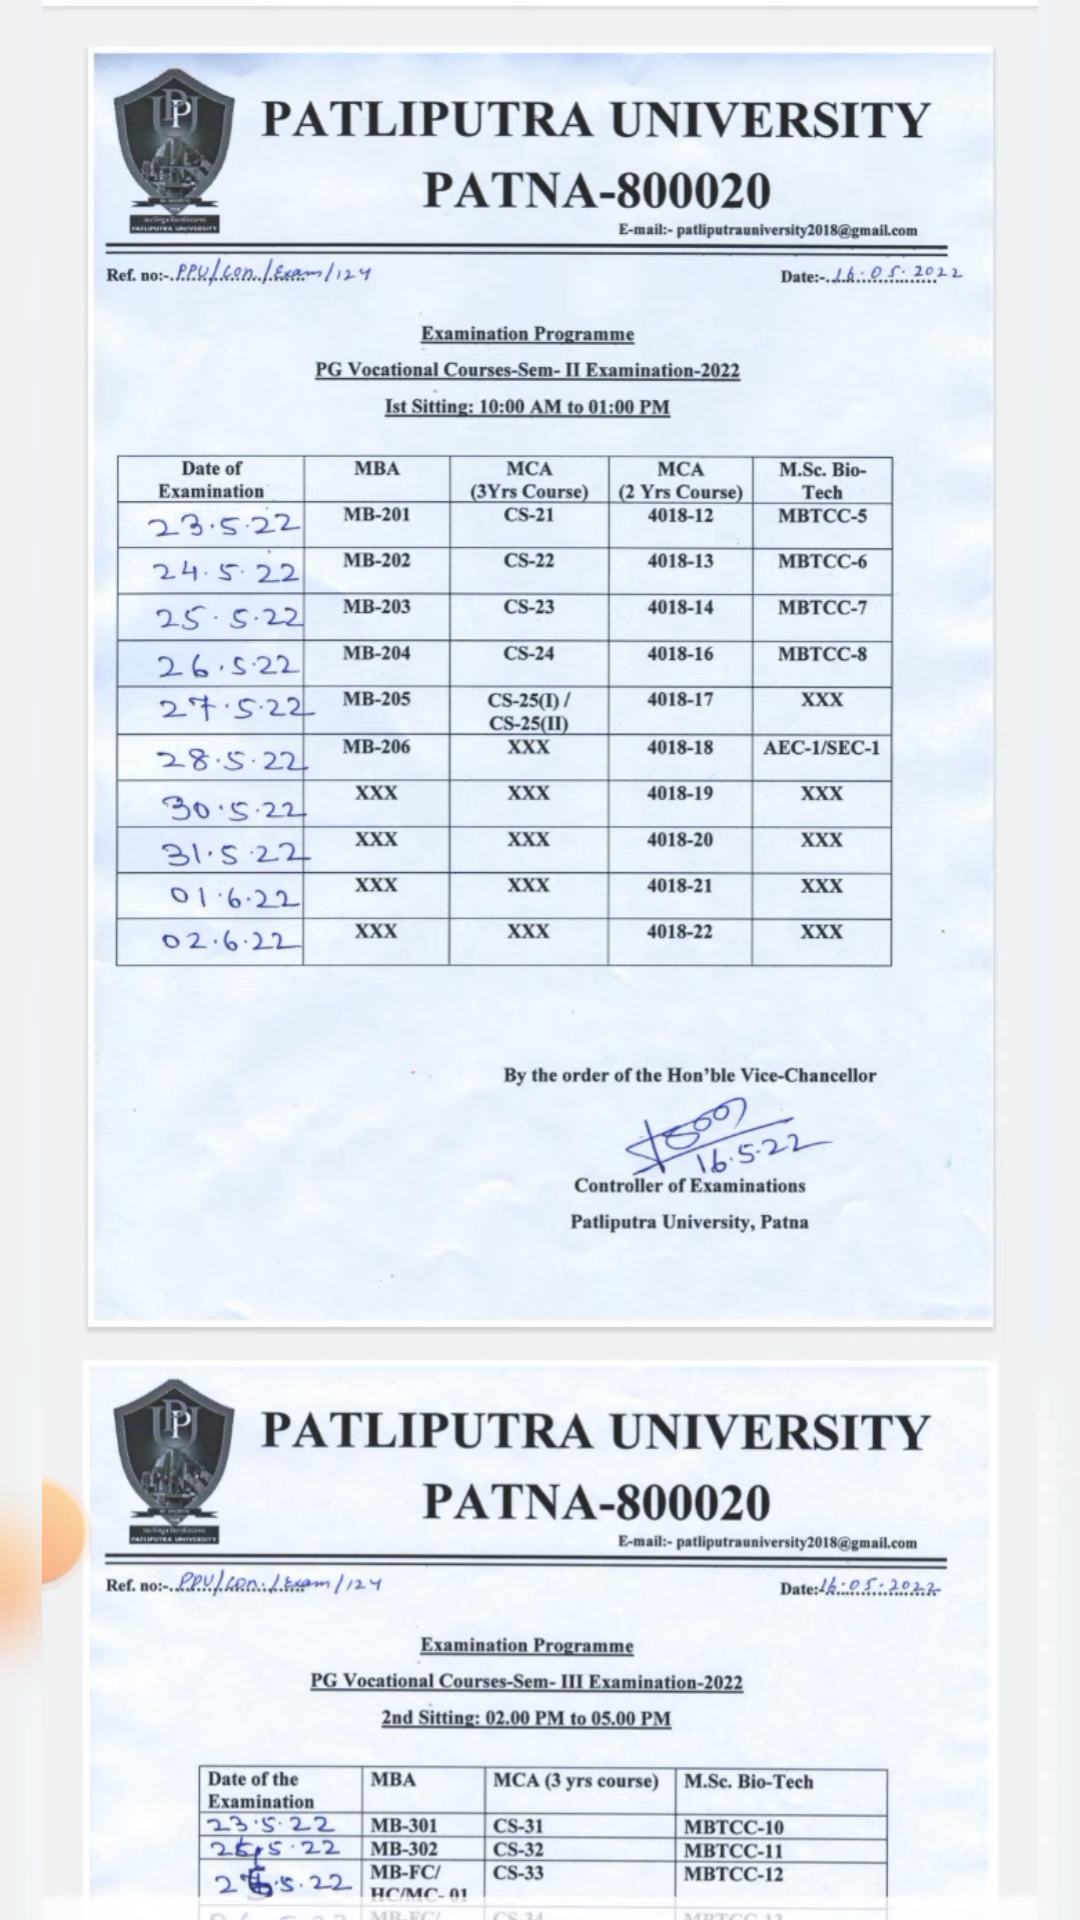 PATLIPUTRA UNIVERSITY
PATNA-800020
E-mail:- patliputrauniversity2018@gmail.com
PATLIPUTRA UNIVERSITY
Ref. no:- PPU/Con./Exam/124 Date:- 16.05.2022
Examination Programme
PG Vocational Courses-Sem- II Examination-2022
Ist Sitting: 10:00 AM to 01:00 PM
Date of Examination MBA MCA (3Yrs Course) MCA (2 Yrs Course) M.Sc. Bio-Tech
23.5.22 MB-201 CS-21 4018-12 MBTCC-5
24.5.22 MB-202 CS-22 4018-13 MBTCC-6
25.5.22 MB-203 CS-23 4018-14 MBTCC-7
26.5.22 MB-204 CS-24 4018-16 MBTCC-8
27.5.22 MB-205 CS-25(I) / CS-25(II) 4018-17 XXX
28.5.22 MB-206 XXX 4018-18 AEC-1/SEC-1
30.5.22 XXX XXX 4018-19 XXX
31.5.22 XXX XXX 4018-20 XXX
01.6.22 XXX XXX 4018-21 XXX
02.6.22 XXX XXX 4018-22 XXX
By the order of the Hon'ble Vice-Chancellor
16.5.22
Controller of Examinations
Patliputra University, Patna
PATLIPUTRA UNIVERSITY
PATNA-800020
E-mail:- patliputrauniversity2018@gmail.com
PATLIPUTRA UNIVERSITY
Ref. no:- PPU/Con./Exam/124 Date:- 16.05.2022
Examination Programme
PG Vocational Courses-Sem- III Examination-2022
2nd Sitting: 02.00 PM to 05.00 PM
Date of the Examination MBA MCA (3 yrs course) M.Sc. Bio-Tech
23.5.22 MB-301 CS-31 MBTCC-10
MB-302 CS-32 MBTCC-11
MB-FC/ HC/MC- 01 CS-33 MBTCC-12
MB-FC/ CS-34